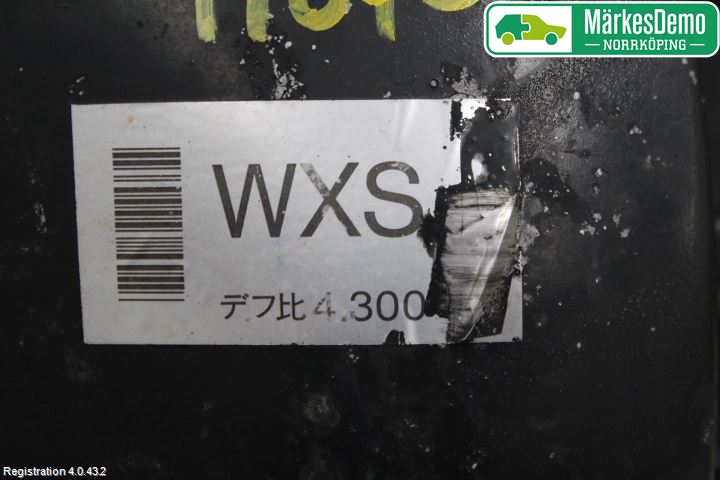 MärkesDemo
NORRKÖPING
WXS
デフ比 4.300
Registration 4.0.43.2